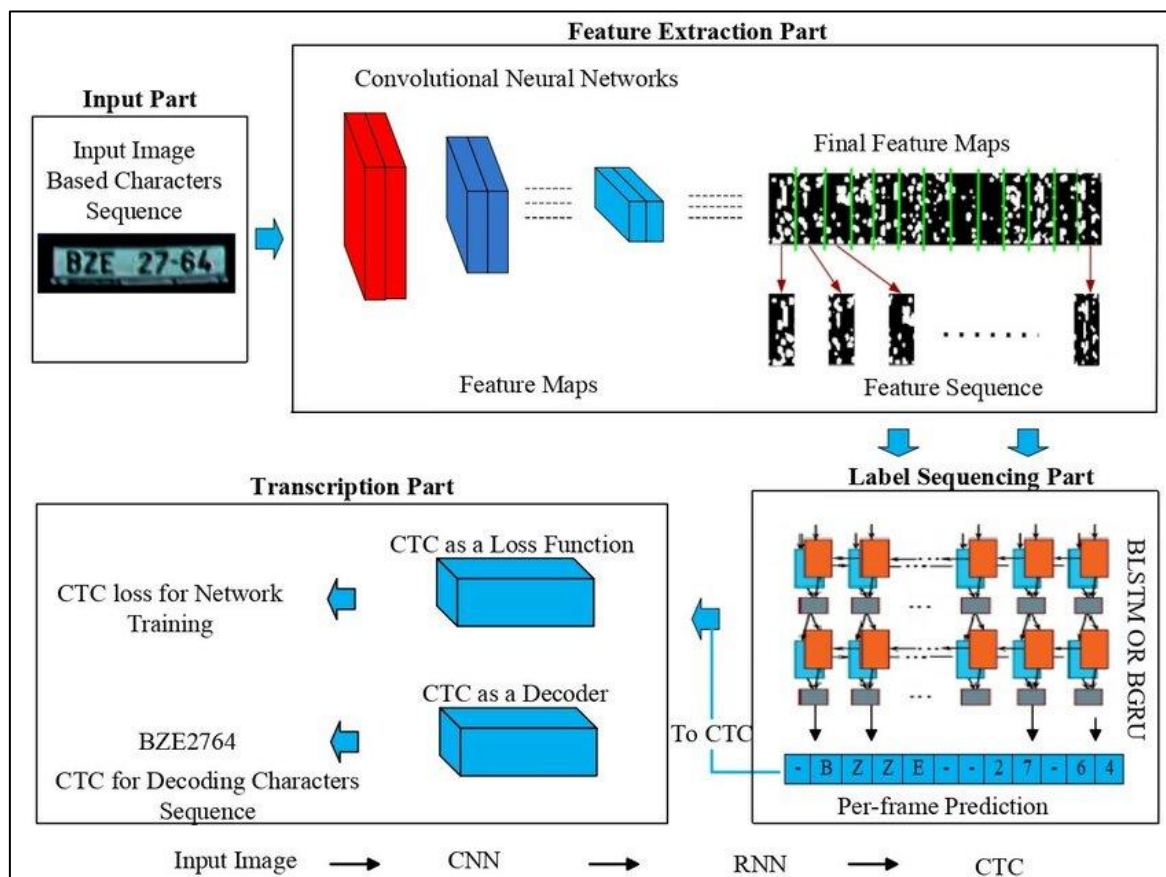 Feature Extraction Part
Convolutional Neural Networks
Input Part
Input Image
Based Characters
Sequence
BZE 27-64
Final Feature Maps
Feature Maps
Feature Sequence
Label Sequencing Part
BLSTM OR BGRU
- B Z Z E - - 2 7 - 6 4
Per-frame Prediction
To CTC
Transcription Part
CTC as a Loss Function
CTC loss for Network
Training
CTC as a Decoder
BZE2764
CTC for Decoding Characters
Sequence
Input Image CNN RNN CTC